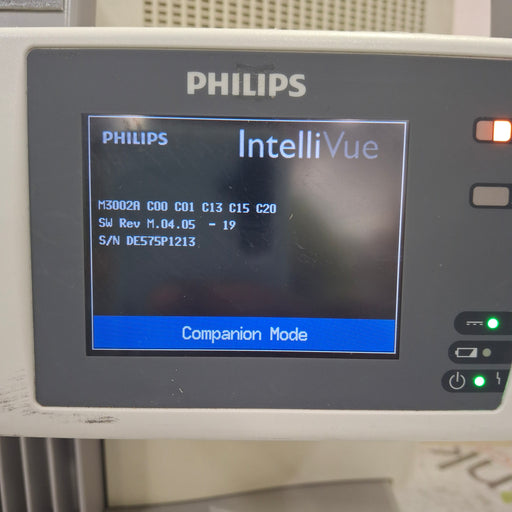 PHILIPS
PHILIPS IntelliVue
M3002A C00 C01 C13 C15 C20
SW Rev M.04.05 - 19
S/N DE575P1213
Companion Mode